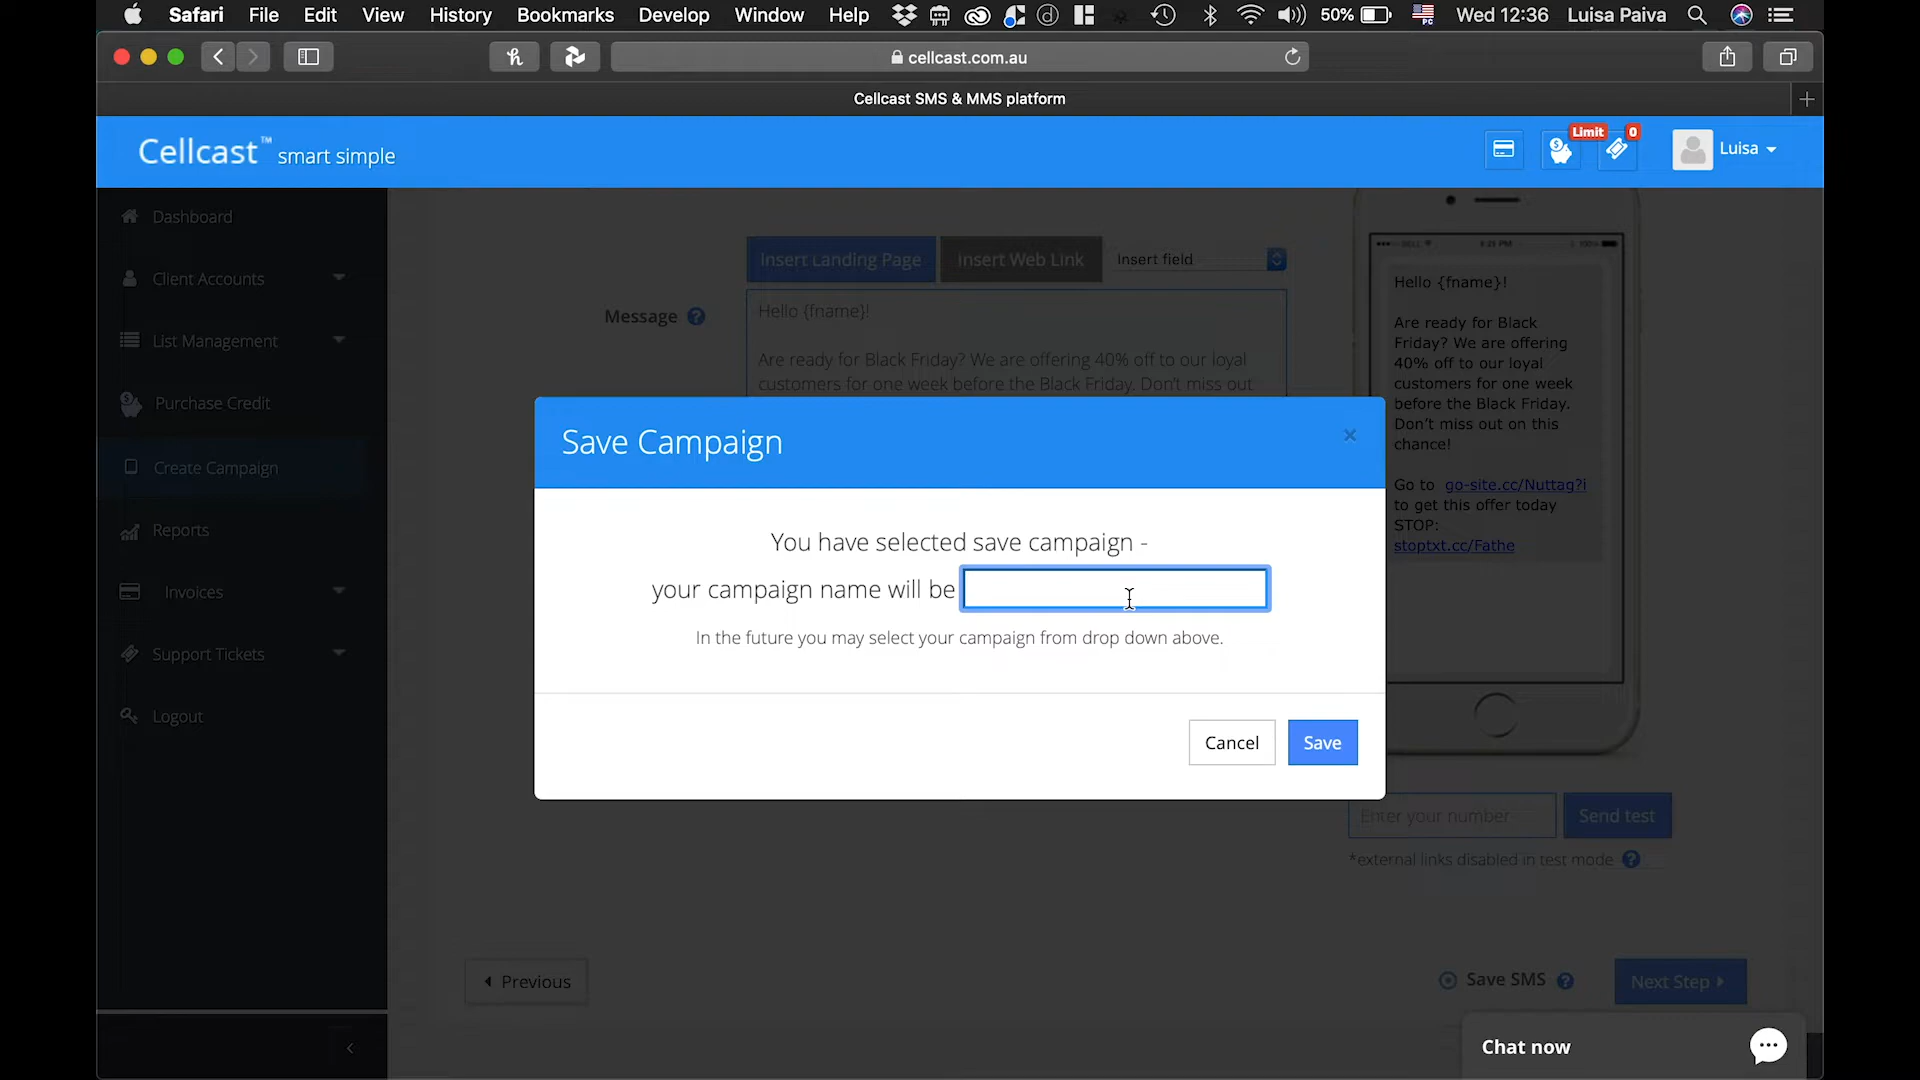 Safari File Edit View History Bookmarks Develop Window Help 50% Wed 12:36 Luisa Paiva
cellcast.com.au
Cellcast SMS & MMS platform
Cellcast™ smart simple
Limit 0
Luisa
Dashboard
Client Accounts
List Management
Purchase Credit
Create Campaign
Reports
Invoices
Support Tickets
Logout
Insert Landing Page Insert Web Link Insert field
Message
Hello {fname}!
Are ready for Black Friday? We are offering 40% off to our loyal
customers for one week before the Black Friday. Don't miss out
Save Campaign
×
You have selected save campaign -
your campaign name will be
In the future you may select your campaign from drop down above.
Cancel Save
BELL 9:21 PM 100%
Hello {fname}!
Are ready for Black
Friday? We are offering
40% off to our loyal
customers for one week
before the Black Friday.
Don't miss out on this
chance!
Go to go-site.cc/Nuttag?i
to get this offer today
STOP:
stoptxt.cc/Fathe
Enter your number Send test
*external links disabled in test mode ?
Previous
Save SMS ? Next Step
Chat now